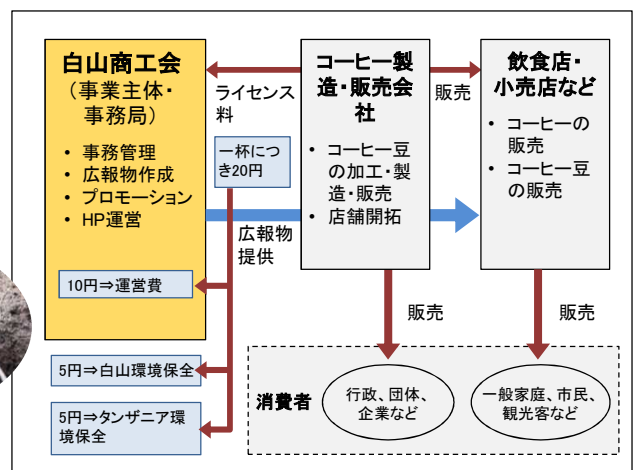 白山商工会
（事業主体・
事務局）
• 事務管理
• 広報物作成
• プロモーション
• HP運営
ライセンス
料
一杯につ
き20円
広報物
提供
10円⇒運営費
5円⇒白山環境保全
5円⇒タンザニア環
境保全
コーヒー製
造・販売会
社
• コーヒー豆
の加工・製
造・販売
• 店舗開拓
販売
飲食店・
小売店など
• コーヒーの
販売
• コーヒー豆
の販売
販売
販売
消費者
行政、団体、
企業など
一般家庭、市民、
観光客など